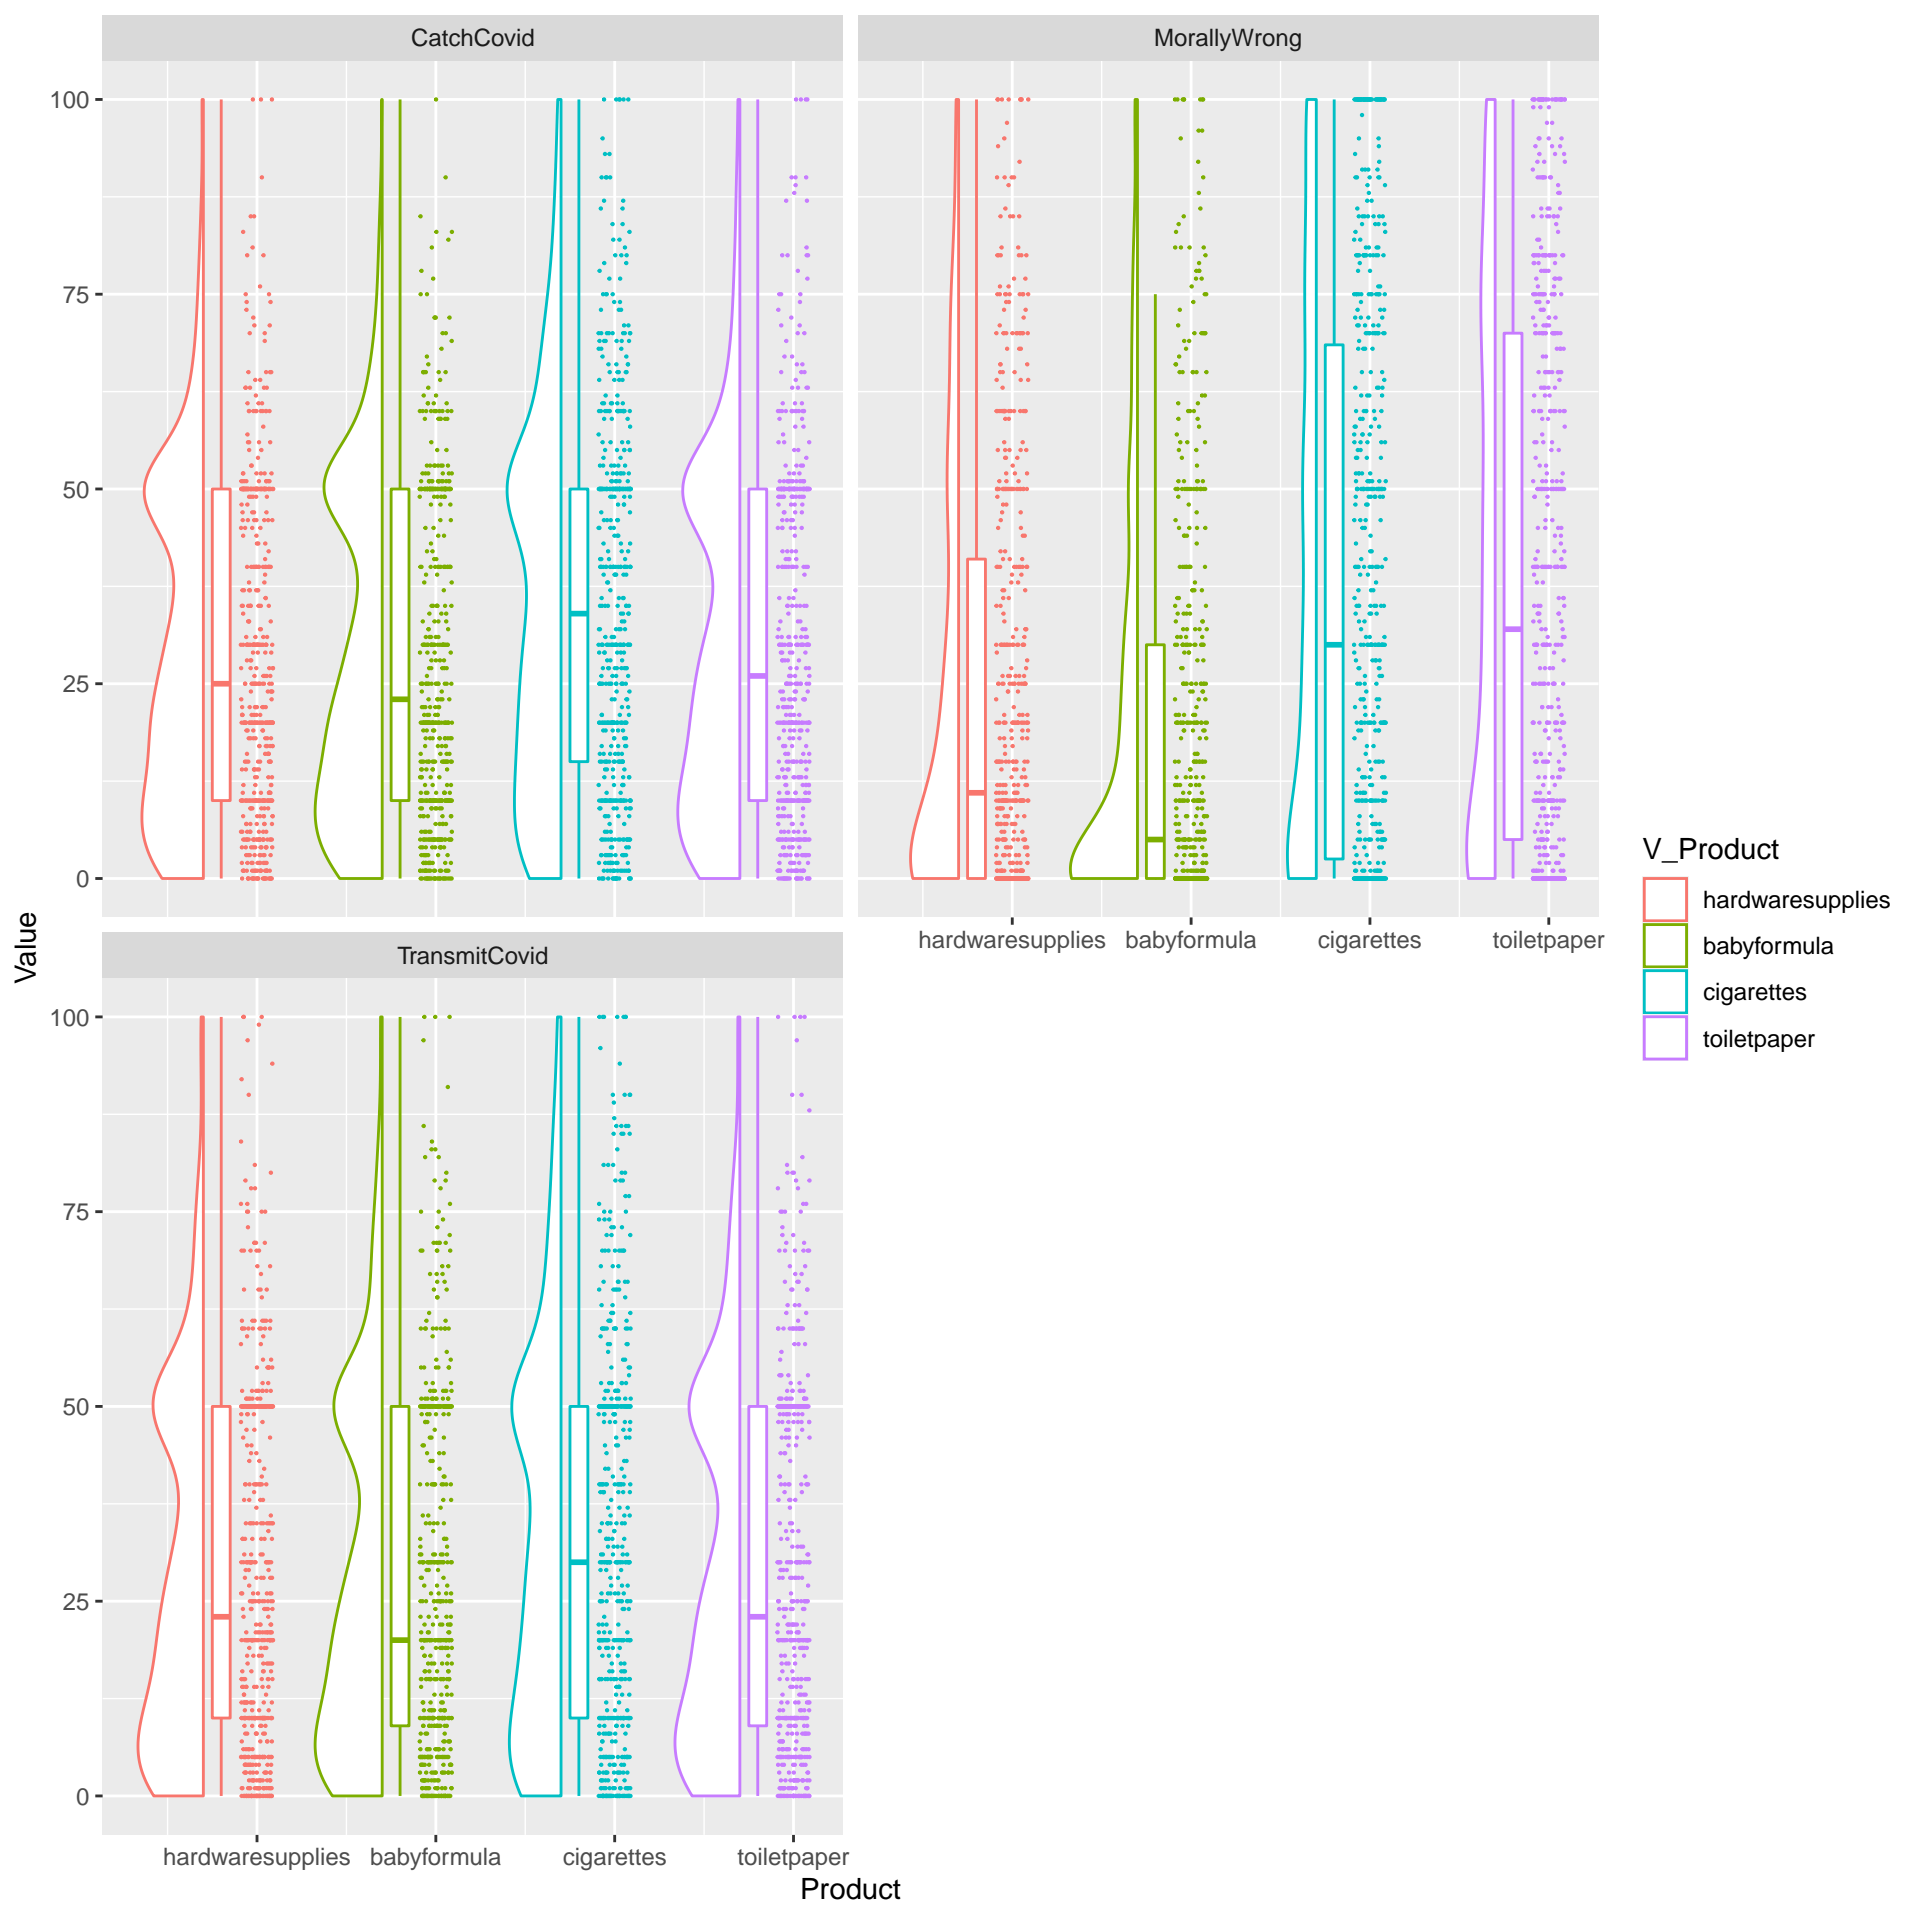 CatchCovid
MorallyWrong
100
75
50
25
0
hardwaresupplies babyformula cigarettes toiletpaper
TransmitCovid
100
75
50
25
0
hardwaresupplies babyformula cigarettes toiletpaper
Value
Product
V_Product
hardwaresupplies
babyformula
cigarettes
toiletpaper